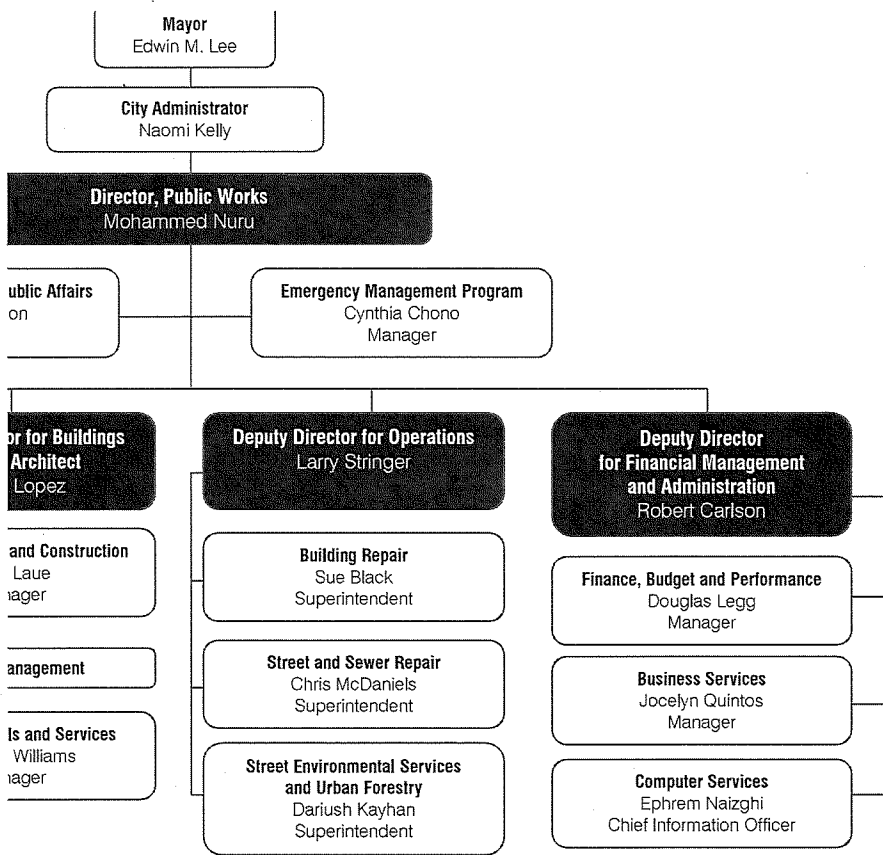 Mayor
Edwin M. Lee
City Administrator
Naomi Kelly
Director, Public Works
Mohammed Nuru
ublic Affairs
on
Emergency Management Program
Cynthia Chono
Manager
or for Buildings
Architect
Lopez
Deputy Director for Operations
Larry Stringer
Deputy Director
for Financial Management
and Administration
Robert Carlson
and Construction
Laue
nager
Building Repair
Sue Black
Superintendent
Finance, Budget and Performance
Douglas Legg
Manager
anagement
Street and Sewer Repair
Chris McDaniels
Superintendent
Business Services
Jocelyn Quintos
Manager
ls and Services
Williams
nager
Street Environmental Services
and Urban Forestry
Dariush Kayhan
Superintendent
Computer Services
Ephrem Naizghi
Chief Information Officer